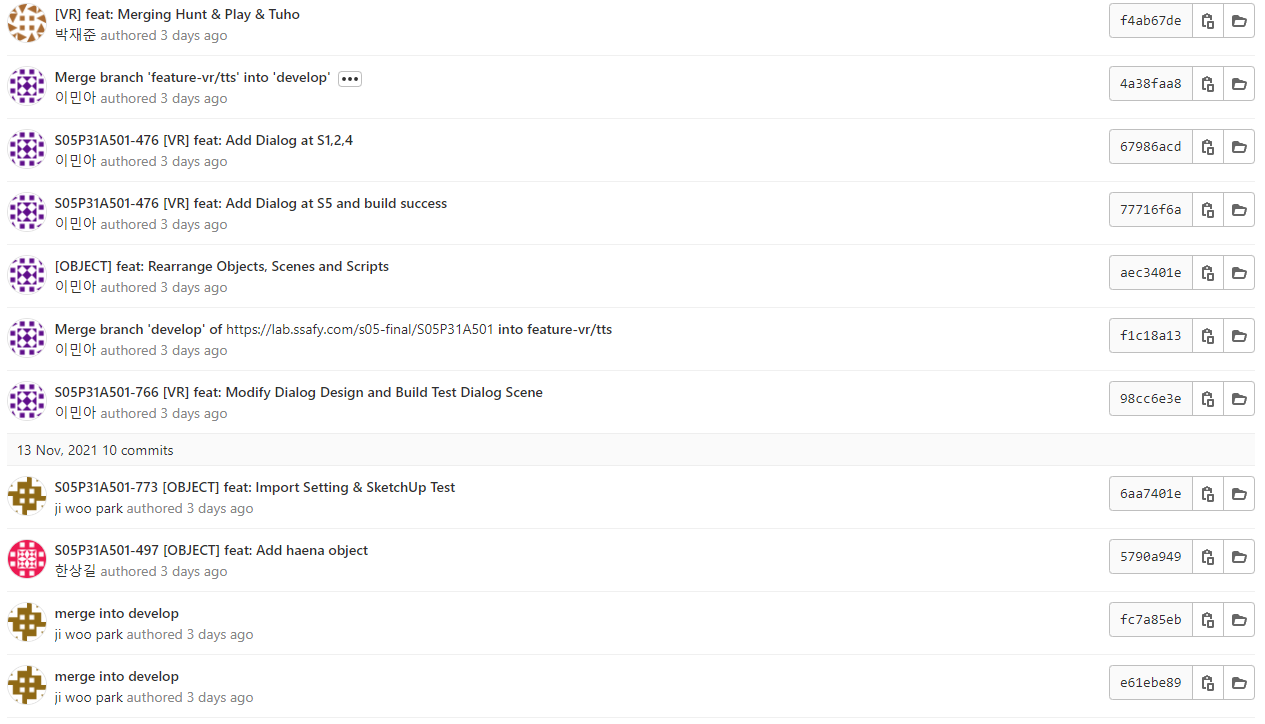 [VR] feat: Merging Hunt & Play & Tuho
박재준 authored 3 days ago
f4ab67de
Merge branch 'feature-vr/tts' into 'develop'
이민아 authored 3 days ago
4a38faa8
S05P31A501-476 [VR] feat: Add Dialog at S1,2,4
이민아 authored 3 days ago
67986acd
S05P31A501-476 [VR] feat: Add Dialog at S5 and build success
이민아 authored 3 days ago
77716f6a
[OBJECT] feat: Rearrange Objects, Scenes and Scripts
이민아 authored 3 days ago
aec3401e
Merge branch 'develop' of https://lab.ssafy.com/s05-final/S05P31A501 into feature-vr/tts
이민아 authored 3 days ago
f1c18a13
S05P31A501-766 [VR] feat: Modify Dialog Design and Build Test Dialog Scene
이민아 authored 3 days ago
98cc6e3e
13 Nov, 2021 10 commits
S05P31A501-773 [OBJECT] feat: Import Setting & SketchUp Test
ji woo park authored 3 days ago
6aa7401e
S05P31A501-497 [OBJECT] feat: Add haena object
한상길 authored 3 days ago
5790a949
merge into develop
ji woo park authored 3 days ago
fc7a85eb
merge into develop
ji woo park authored 3 days ago
e61ebe89